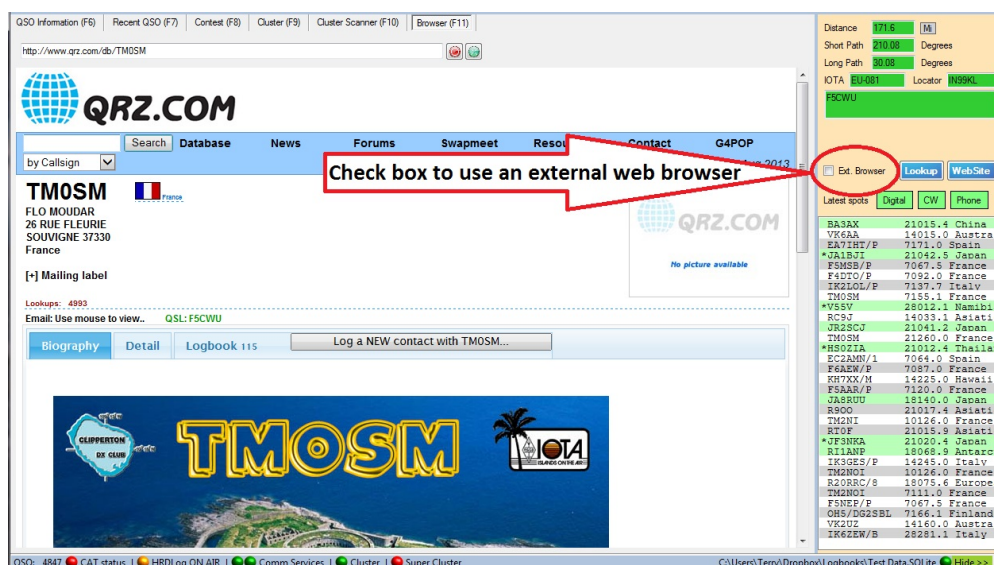 QSO Information (F6) Recent QSO (F7) Contest (F8) Cluster (F9) Cluster Scanner (F10) Browser (F11)
http://www.qrz.com/db/TM0SM
QRZ.COM
Search Database News Forums Swapmeet Contact G4POP
by Callsign 2013
Check box to use an external web browser
TM0SM
France
FLO MOUDAR
26 RUE FLEURIE
SOUVIGNE 37330
France
[+] Mailing label
QRZ.COM
No picture available
Lookups: 4993
Email: Use mouse to view.. QSL: F5CWU
Biography Detail Logbook 115 Log a NEW contact with TM0SM...
CLIPPERTON
DX CLUB
TM0SM
IOTA
ISLANDS ON THE AIR
Distance 171.6 Mi
Short Path 210.08 Degrees
Long Path 30.08 Degrees
IOTA EU-081 Locator IN99KL
F5CWU
Ext. Browser Lookup WebSite
Latest spots Digital CW Phone
BA3AX 21015.4 China
VK6AA 14015.0 Austra
EA7IHT/P 7171.0 Spain
*JA1BJI 21042.5 Japan
F5MSB/P 7067.5 France
F4DTO/P 7092.0 France
IK2LOL/P 7137.7 Italy
TM0SM 7155.1 France
*V55V 28012.1 Namibi
RC9J 14033.1 Asiati
JR2SCJ 21041.2 Japan
TM0SM 21260.0 France
*HS0ZIA 21012.4 Thaila
EC2AMN/1 7064.0 Spain
F6AEW/P 7087.0 France
KH7XX/M 14225.0 Hawaii
F5AAR/P 7120.0 France
JA8RUU 18140.0 Japan
R900 21017.4 Asiati
TM2NI 10126.0 France
RT0F 21015.9 Asiati
*JF3NKA 21020.4 Japan
RI1ANP 18068.9 Antarc
IK3GES/P 14245.0 Italy
TM2NOI 10126.0 France
R20RRC/8 18075.6 Europe
TM2NOI 7111.0 France
F5NEP/P 7067.5 France
OH5/DG2SBL 7166.1 Finland
VK2UZ 14160.0 Austra
IK6ZEW/B 28281.1 Italy
QSO: 4847 CAT status | HRDLog ON AIR | Comm Services | Cluster | Super Cluster C:\Users\Terry\Dropbox\Logbooks\Test Data.SQLite Hide >>